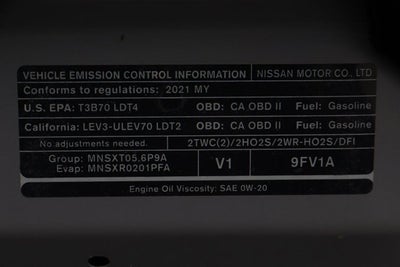 VEHICLE EMISSION CONTROL INFORMATION NISSAN MOTOR CO., LTD
Conforms to regulations: 2021 MY
U.S. EPA: T3B70 LDT4 OBD: CA OBD II Fuel: Gasoline
California: LEV3-ULEV70 LDT2 OBD: CA OBD II Fuel: Gasoline
No adjustments needed. 2TWC(2)/2HO2S/2WR-HO2S/DFI
Group: MNSXT05.6P9A V1 9FV1A
Evap: MNSXR0201PFA
Engine Oil Viscosity: SAE 0W-20